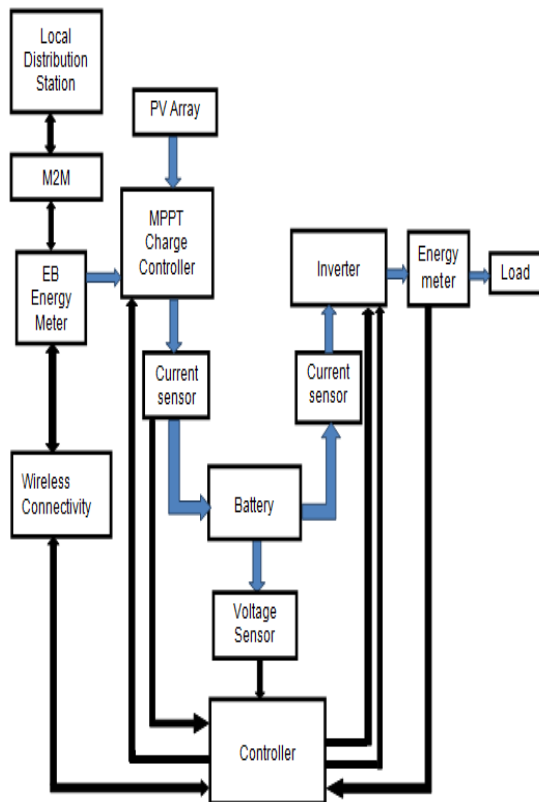 Local
Distribution
Station
PV Array
M2M
MPPT
Charge
Controller
EB
Energy
Meter
Inverter
Energy
meter
Load
Current
sensor
Current
sensor
Wireless
Connectivity
Battery
Voltage
Sensor
Controller